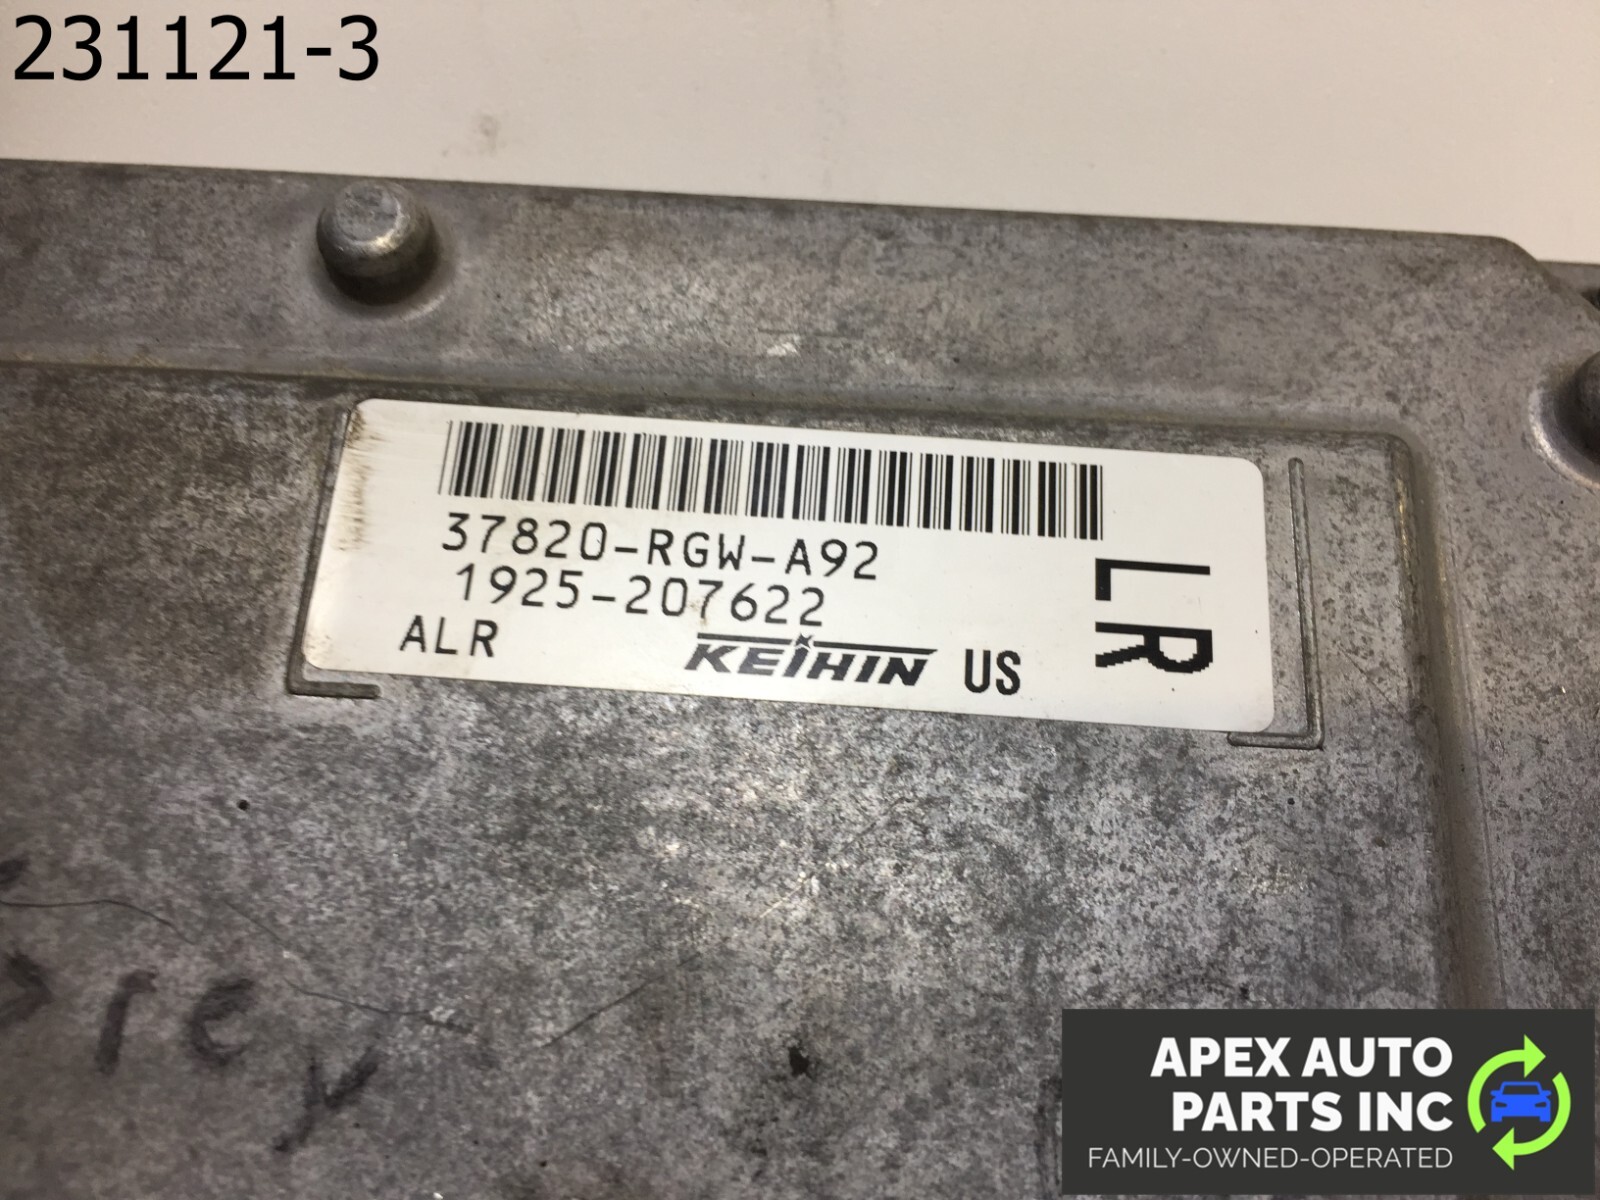 231121-3
37820-RGW-A92
1925-207622
ALR
KEIHIN US
LR
APEX AUTO
PARTS INC
FAMILY-OWNED-OPERATED